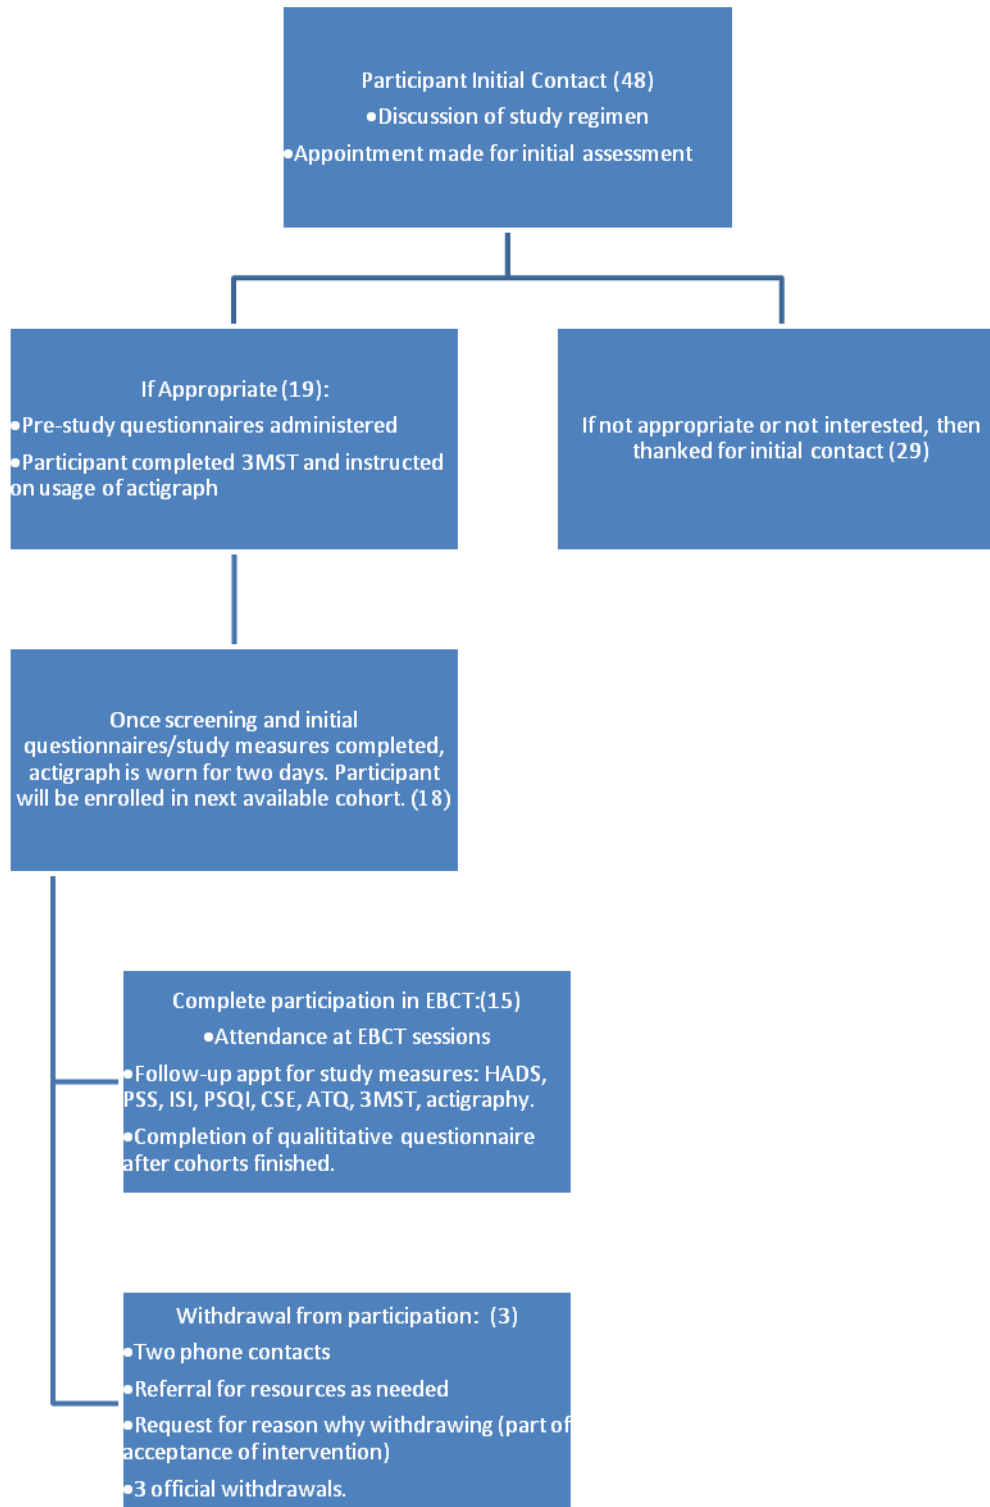 Participant Initial Contact (48)
•Discussion of study regimen
•Appointment made for initial assessment
If Appropriate (19):
•Pre-study questionnaires administered
•Participant completed 3MST and instructed
on usage of actigraph
If not appropriate or not interested, then
thanked for initial contact (29)
Once screening and initial
questionnaires/study measures completed,
actigraph is worn for two days. Participant
will be enrolled in next available cohort. (18)
Complete participation in EBCT:(15)
•Attendance at EBCT sessions
•Follow-up appt for study measures: HADS,
PSS, ISI, PSQI, CSE, ATQ, 3MST, actigraphy.
•Completion of qualititative questionnaire
after cohorts finished.
Withdrawal from participation: (3)
•Two phone contacts
•Referral for resources as needed
•Request for reason why withdrawing (part of
acceptance of intervention)
•3 official withdrawals.